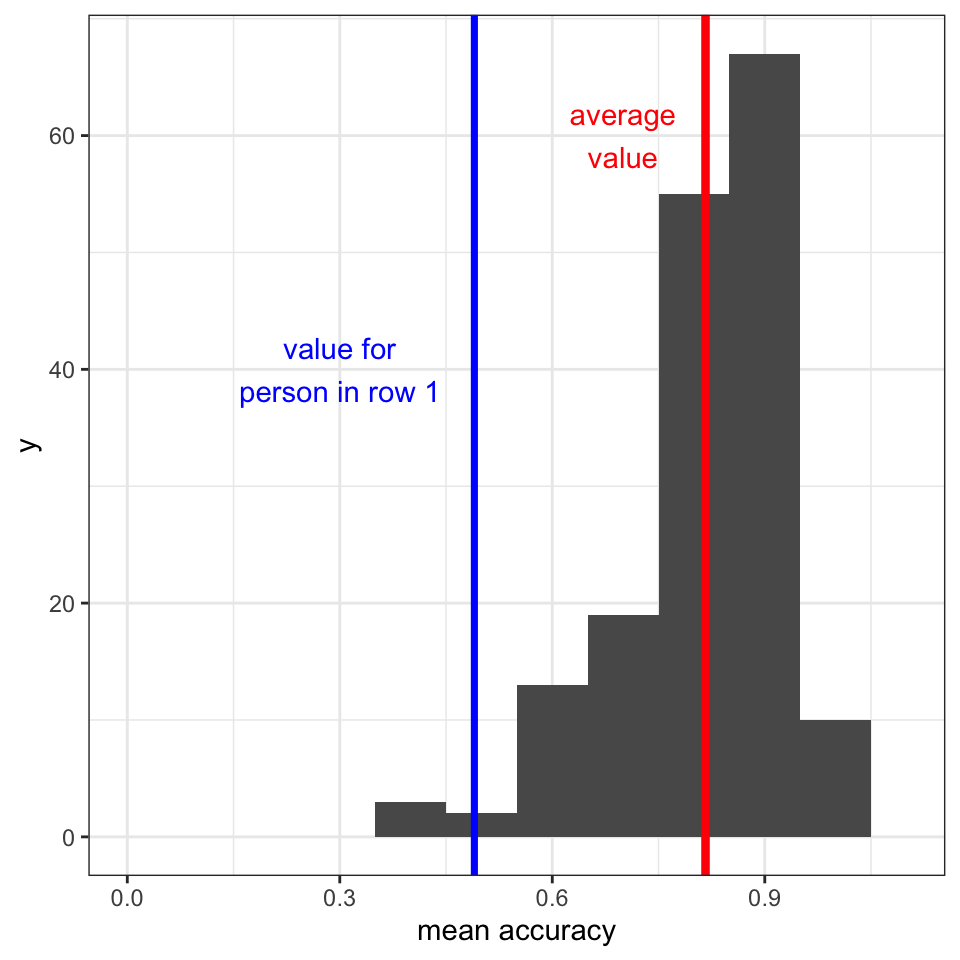 average
value
value for
person in row 1
60
40
20
0
y
0.0 0.3 0.6 0.9
mean accuracy